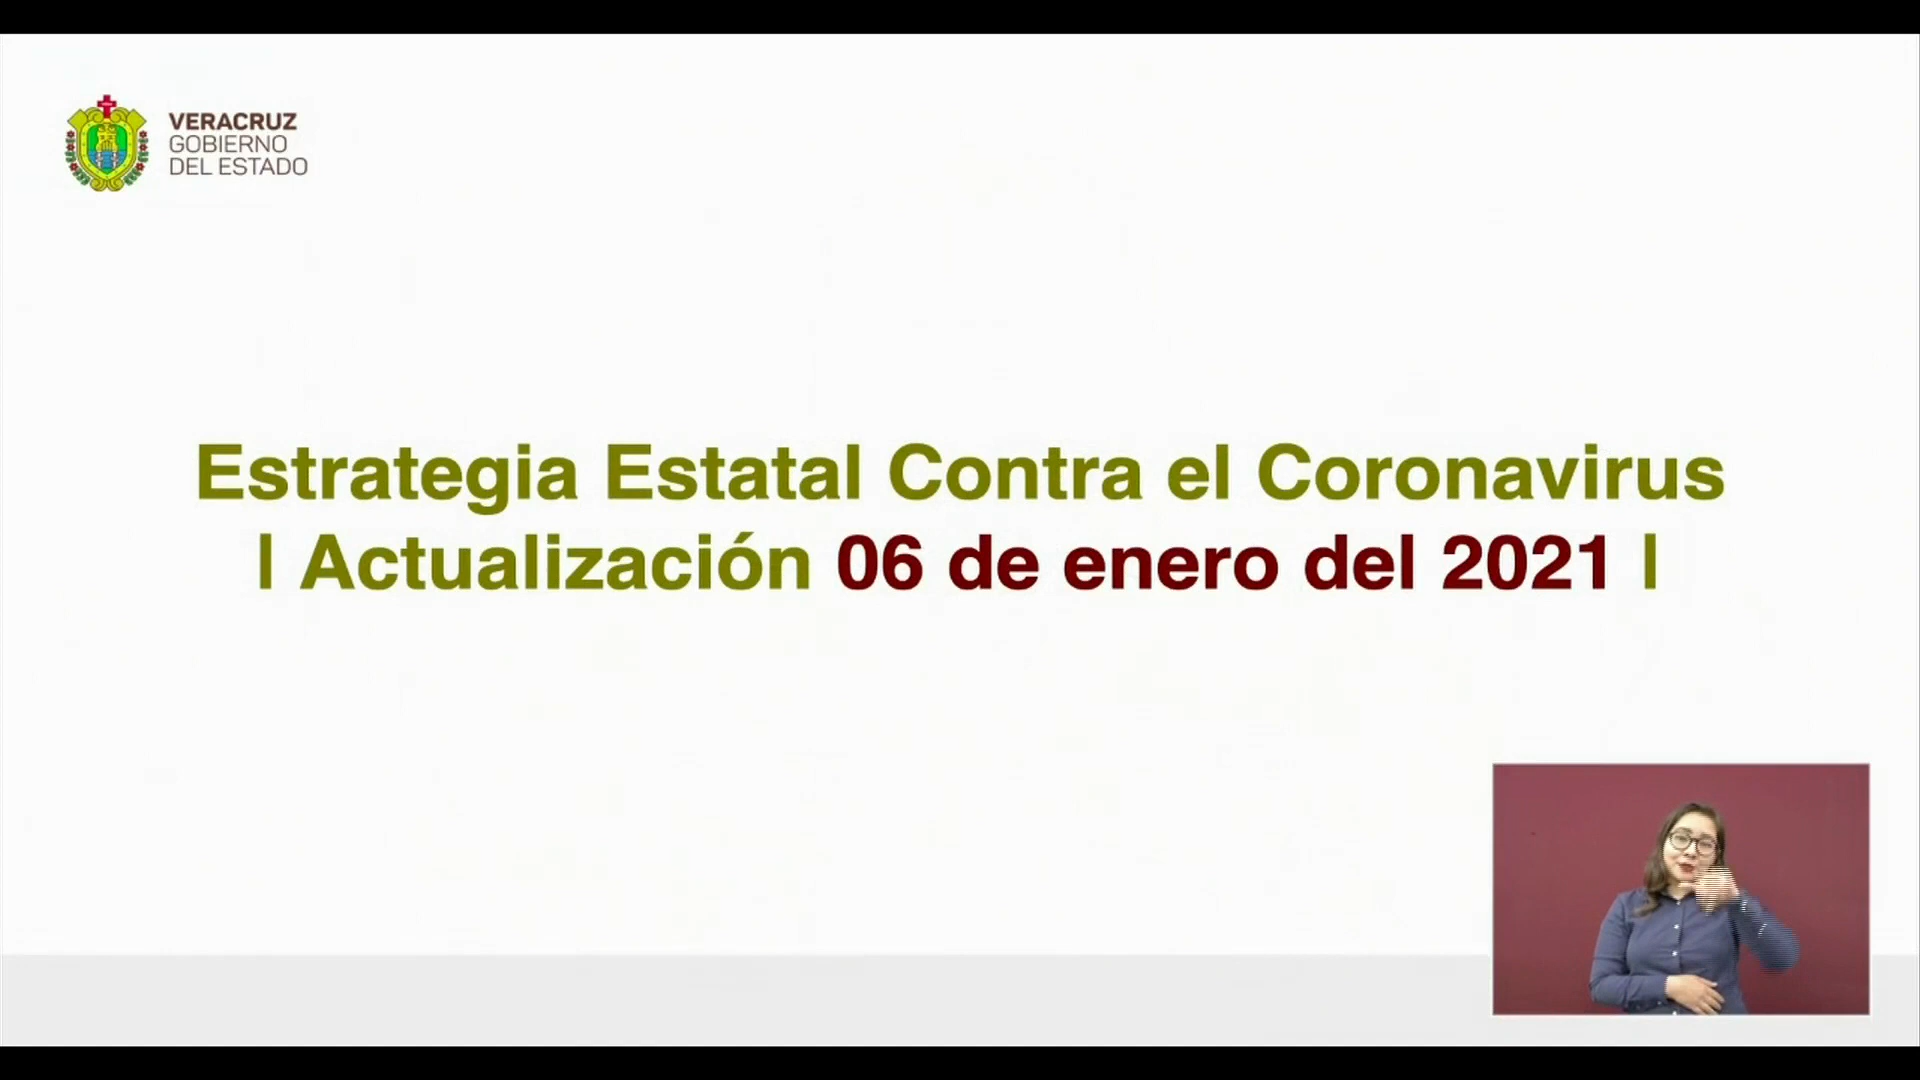 VERACRUZ
GOBIERNO
DEL ESTADO
Estrategia Estatal Contra el Coronavirus
| Actualización 06 de enero del 2021 |